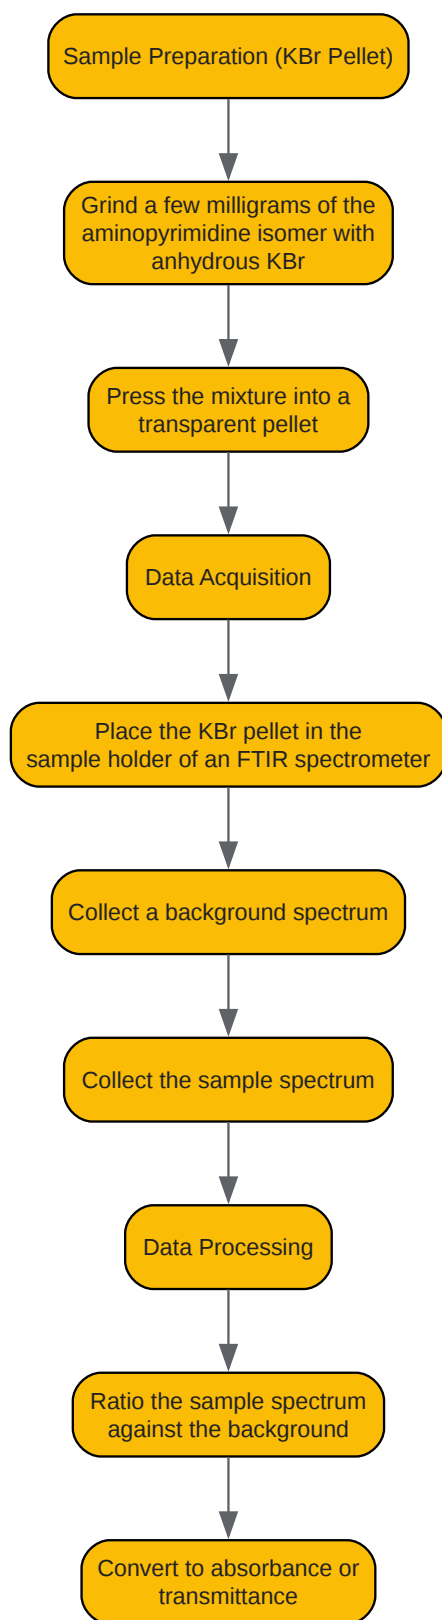 Sample Preparation (KBr Pellet)
Grind a few milligrams of the
aminopyrimidine isomer with
anhydrous KBr
Press the mixture into a
transparent pellet
Data Acquisition
Place the KBr pellet in the
sample holder of an FTIR spectrometer
Collect a background spectrum
Collect the sample spectrum
Data Processing
Ratio the sample spectrum
against the background
Convert to absorbance or
transmittance